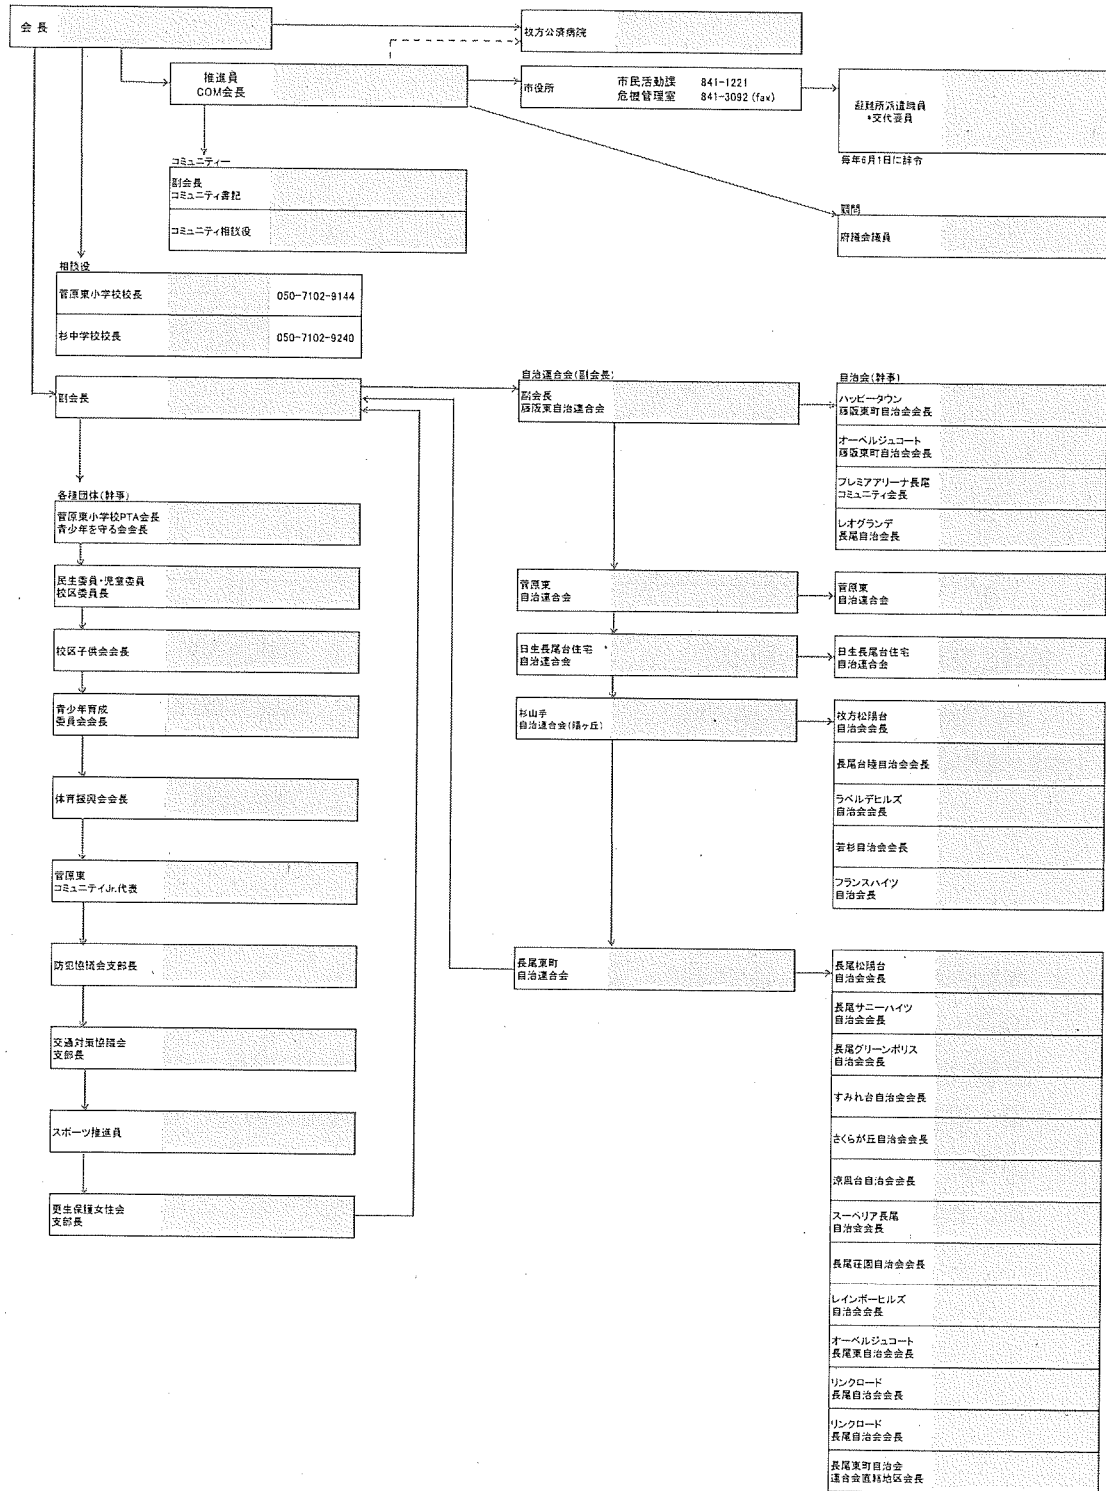 会長
枚方公済病院
推進員
COM会長
市役所
市民活動課 841-1221
危機管理室 841-3092(fax)
避難所派遣職員
・交代要員
毎年6月1日に辞令
コミュニティー
副会長
コミュニティ書記
コミュニティ相談役
顧問
府議会議員
相談役
菅原東小学校校長 050-7102-9144
杉中学校校長 050-7102-9240
副会長
自治連合会(副会長)
副会長
藤阪東自治連合会
自治会(幹事)
ハッピータウン
藤阪東町自治会会長
オーベルジュコート
藤阪東町自治会会長
プレミアアリーナ長尾
コミュニティ会長
レオグランデ
長尾自治会長
各種団体(幹事)
菅原東小学校PTA会長
青少年を守る会会長
民生委員・児童委員
校区委員長
校区子供会会長
青少年育成
委員会会長
体育振興会会長
菅原東
コミュニティJr.代表
防犯協議会支部長
交通対策協議会
支部長
スポーツ推進員
更生保護女性会
支部長
菅原東
自治連合会
菅原東
自治連合会
日生長尾台住宅
自治連合会
日生長尾台住宅
自治連合会
杉山手
自治連合会(陽ヶ丘)
枚方松陽台
自治会会長
長尾台睦自治会会長
ラベルデヒルズ
自治会会長
若杉自治会会長
フランスハイツ
自治会長
長尾東町
自治連合会
長尾松陽台
自治会会長
長尾サニーハイツ
自治会会長
長尾グリーンポリス
自治会会長
すみれ台自治会会長
さくらが丘自治会会長
涼風台自治会会長
スーペリア長尾
自治会会長
長尾荘園自治会会長
レインボーヒルズ
自治会会長
オーベルジュコート
長尾東自治会会長
リンクロード
長尾自治会会長
リンクロード
長尾自治会会長
長尾東町自治会
連合会直轄地区会長